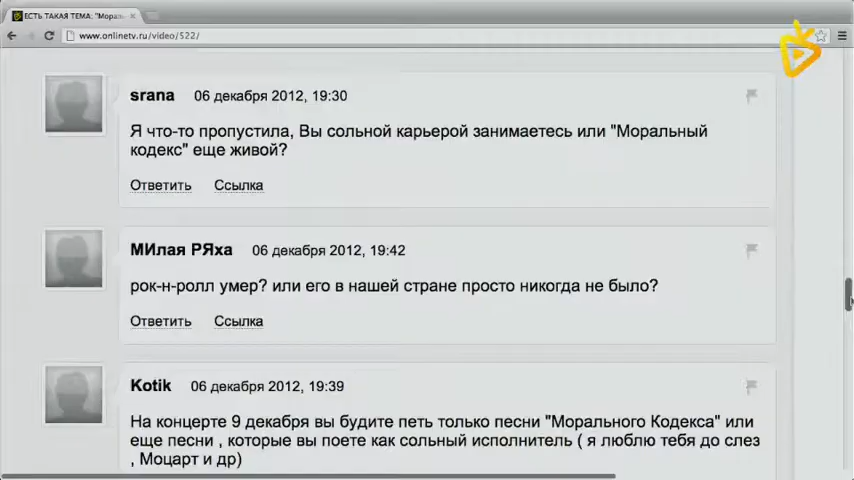 ЕСТЬ ТАКАЯ ТЕМА: "Мораль
www.onlinetv.ru/video/522/
srana 06 декабря 2012, 19:30
Я что-то пропустила, Вы сольной карьерой занимаетесь или "Моральный
кодекс" еще живой?
Ответить Ссылка
МИлая РЯха 06 декабря 2012, 19:42
рок-н-ролл умер? или его в нашей стране просто никогда не было?
Ответить Ссылка
Kotik 06 декабря 2012, 19:39
На концерте 9 декабря вы будите петь только песни "Морального Кодекса" или
еще песни , которые вы поете как сольный исполнитель ( я люблю тебя до слез
, Моцарт и др)